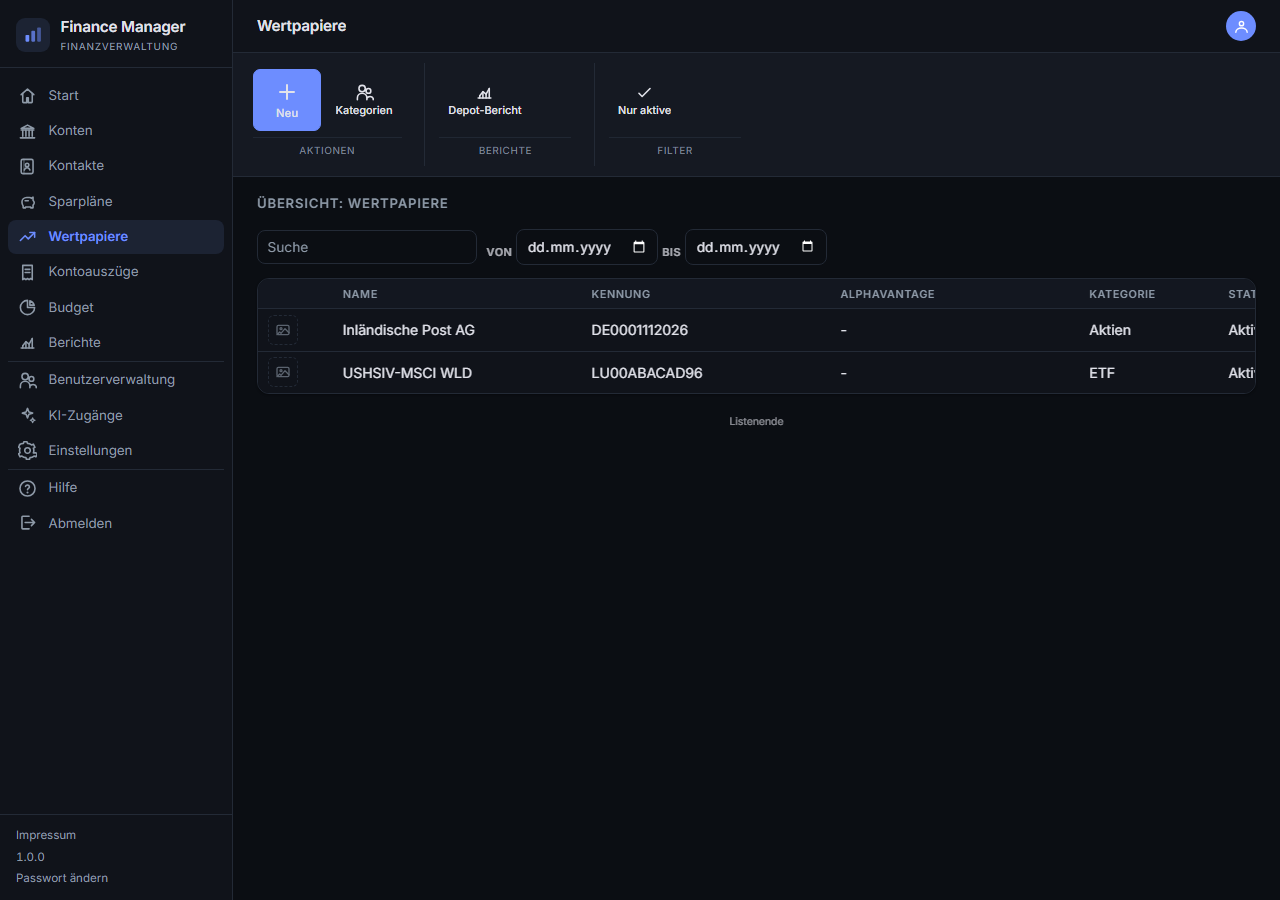 Finance Manager
FINANZVERWALTUNG
Start
Konten
Kontakte
Sparpläne
Wertpapiere
Kontoauszüge
Budget
Berichte
Benutzerverwaltung
KI-Zugänge
Einstellungen
Hilfe
Abmelden
Impressum
1.0.0
Passwort ändern
Wertpapiere
Neu Kategorien
AKTIONEN
Depot-Bericht
BERICHTE
Nur aktive
FILTER
ÜBERSICHT: WERTPAPIERE
Suche VON dd.mm.yyyy BIS dd.mm.yyyy
NAME KENNUNG ALPHAVANTAGE KATEGORIE STAT
Inländische Post AG DE0001112026 - Aktien Akti
USHSIV-MSCI WLD LU00ABACAD96 - ETF Akti
Listenende